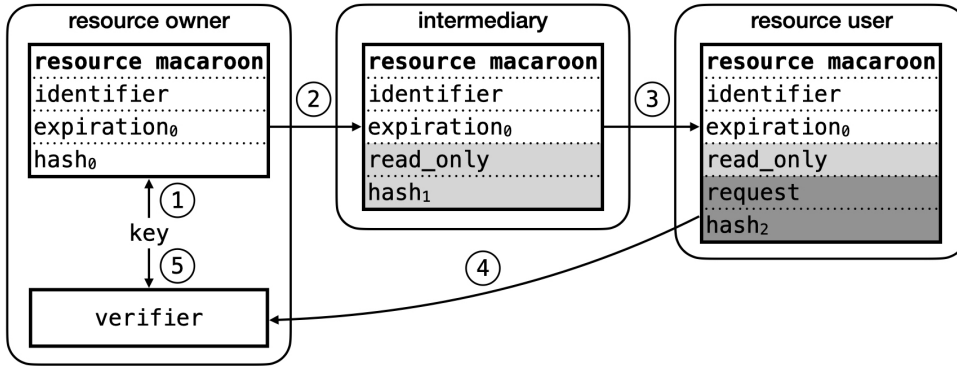 resource owner
resource macaroon
identifier
expiration₀
hash₀
①
key
⑤
verifier
②
intermediary
resource macaroon
identifier
expiration₀
read_only
hash₁
③
resource user
resource macaroon
identifier
expiration₀
read_only
request
hash₂
④